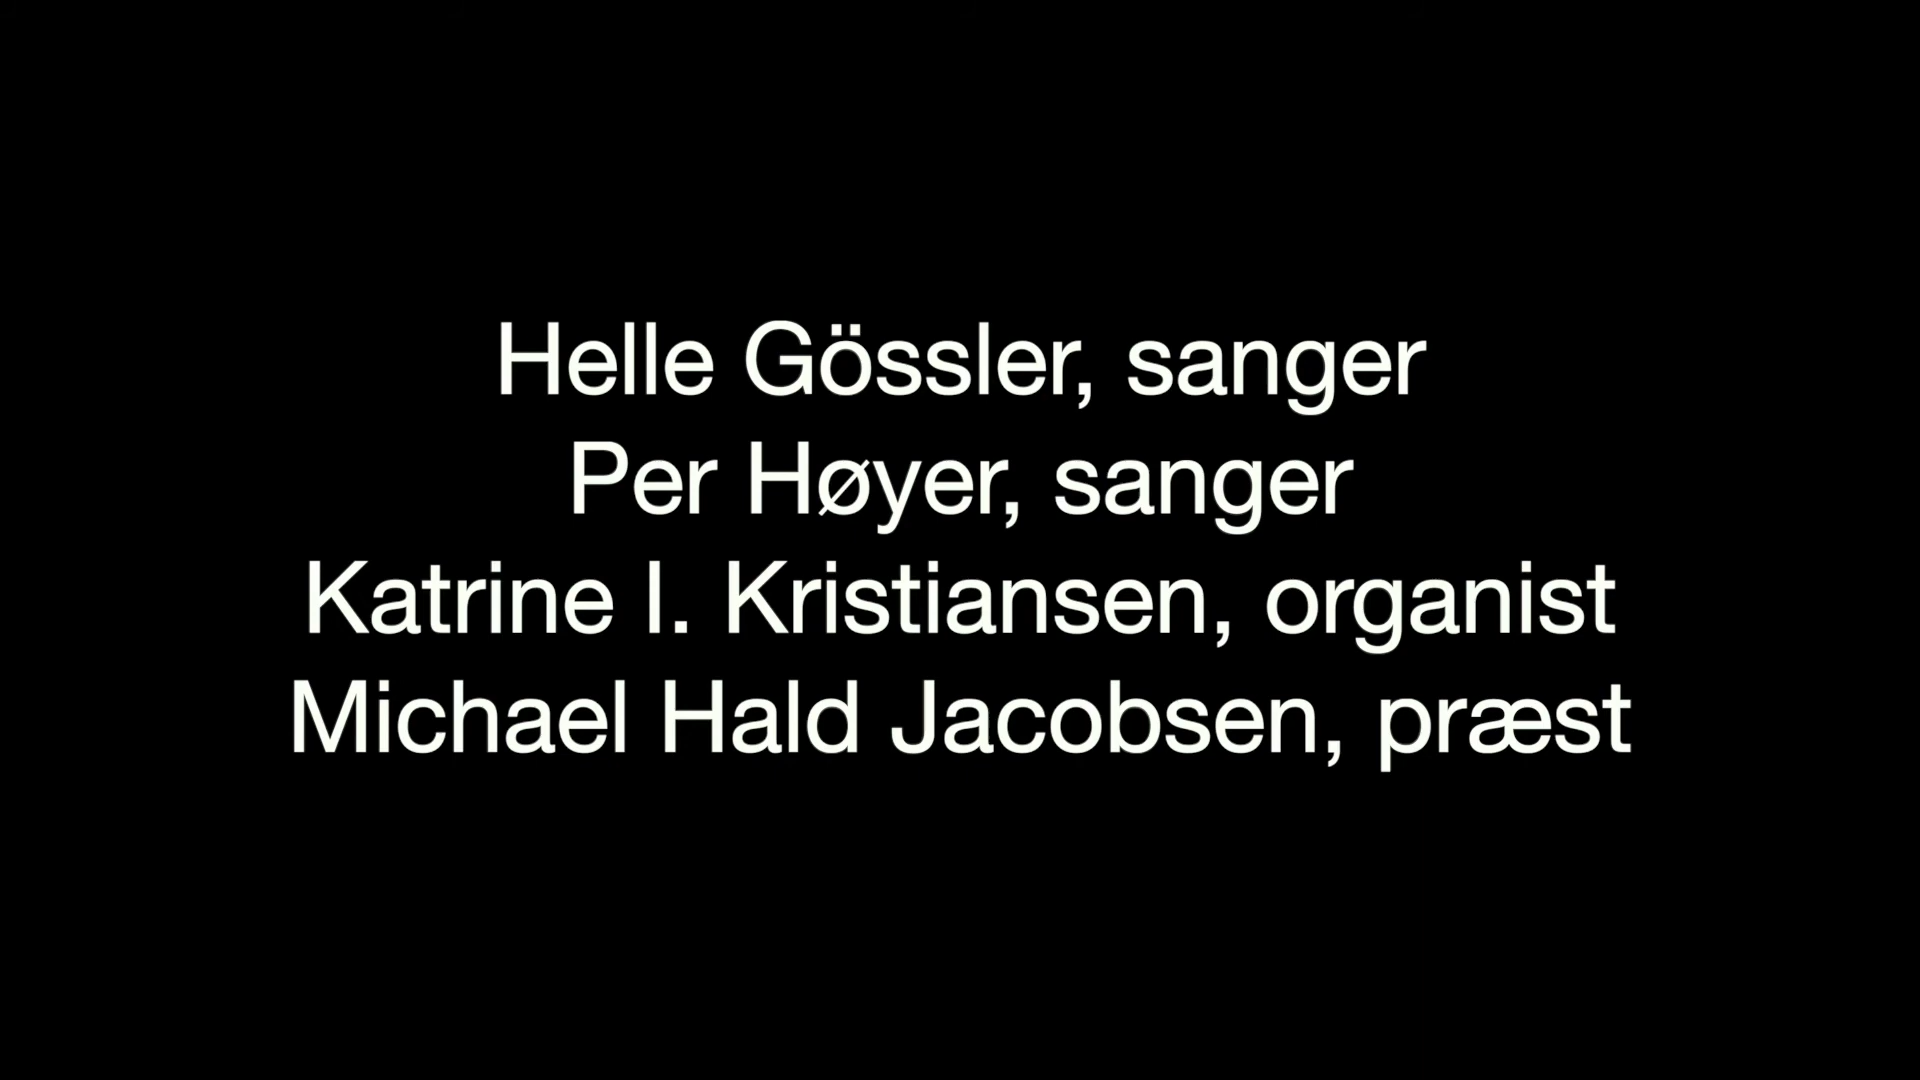 Helle Gössler, sanger
Per Høyer, sanger
Katrine I. Kristiansen, organist
Michael Hald Jacobsen, præst